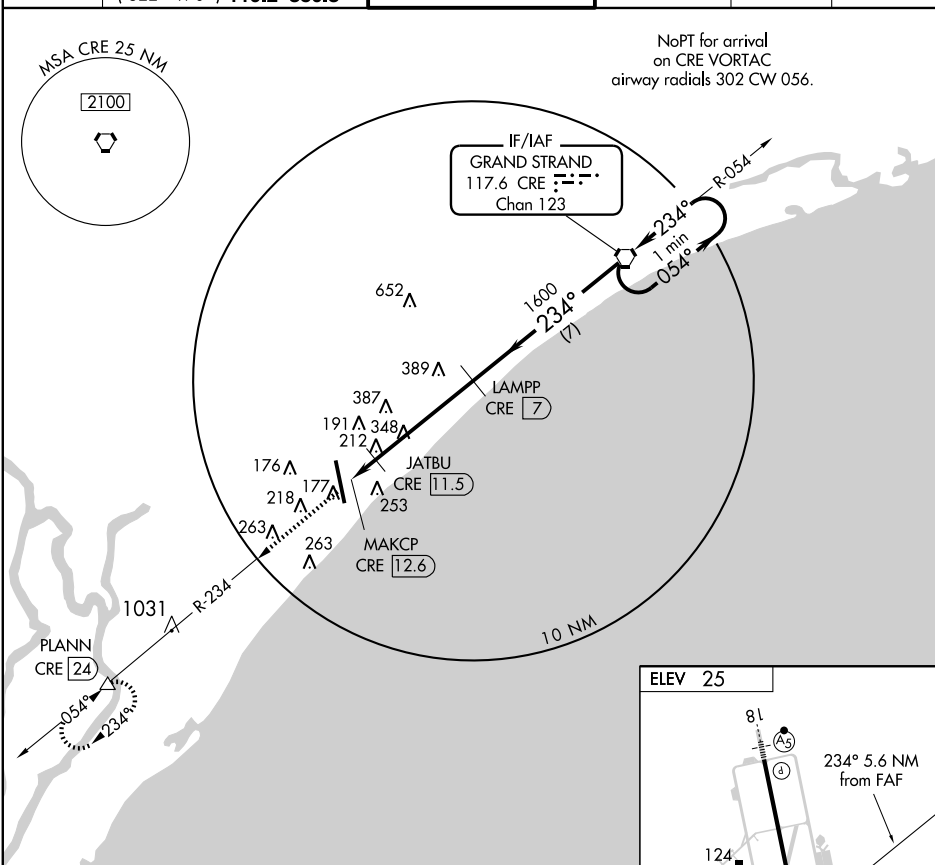 MSA CRE 25 NM
2100
NoPT for arrival
on CRE VORTAC
airway radials 302 CW 056.
IF/IAF
GRAND STRAND
117.6 CRE
Chan 123
R-054
234°
1 min
054°
652
1600
234°
(7)
389
LAMPP
CRE 7
387
191
348
212
JATBU
CRE 11.5
176
177
218
253
263
263
MAKCP
CRE 12.6
R-234
1031
10 NM
PLANN
CRE 24
054°
234°
ELEV 25
18
A5
P
234° 5.6 NM
from FAF
124